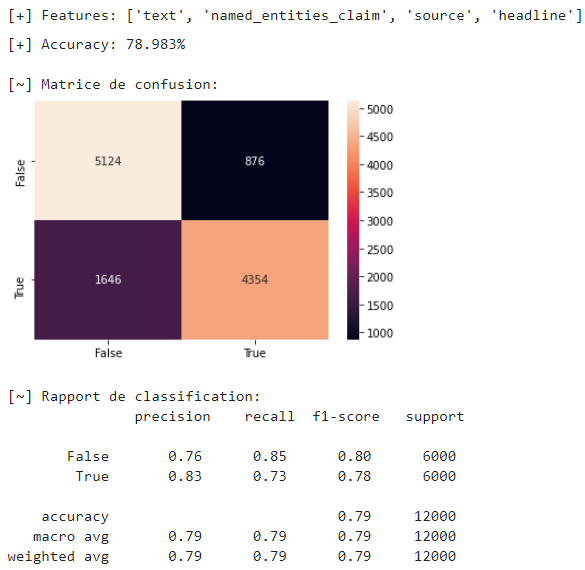 [+] Features: ['text', 'named_entities_claim', 'source', 'headline']
[+] Accuracy: 78.983%
[~] Matrice de confusion:
5000
False 5124 876
4500
4000
3500
3000
2500
True 1646 4354
2000
1500
1000
False True
[~] Rapport de classification:
precision recall f1-score support
False 0.76 0.85 0.80 6000
True 0.83 0.73 0.78 6000
accuracy 0.79 12000
macro avg 0.79 0.79 0.79 12000
weighted avg 0.79 0.79 0.79 12000